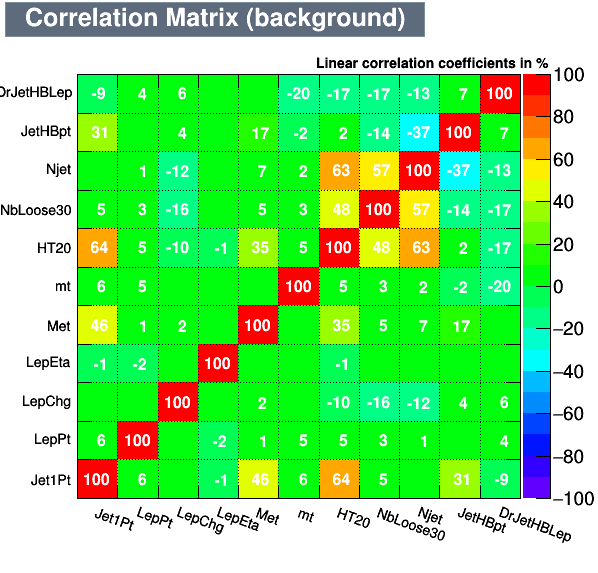 Correlation Matrix (background)
Linear correlation coefficients in %
DrJetHBLep -9 4 6 -20 -17 -17 -13 7 100
JetHBpt 31 4 17 -2 2 -14 -37 100 7
Njet 1 -12 7 2 63 57 100 -37 -13
NbLoose30 5 3 -16 5 3 48 100 57 -14 -17
HT20 64 5 -10 -1 35 5 100 48 63 2 -17
mt 6 5 100 5 3 2 -2 -20
Met 46 1 2 100 35 5 7 17
LepEta -1 -2 100 -1
LepChg 100 2 -10 -16 -12 4 6
LepPt 6 100 -2 1 5 5 3 1 4
Jet1Pt 100 6 -1 46 6 64 5 31 -9
Jet1Pt LepPt LepChg LepEta Met mt HT20 NbLoose30 Njet JetHBpt DrJetHBLep
100
80
60
40
20
0
−20
−40
−60
−80
−100